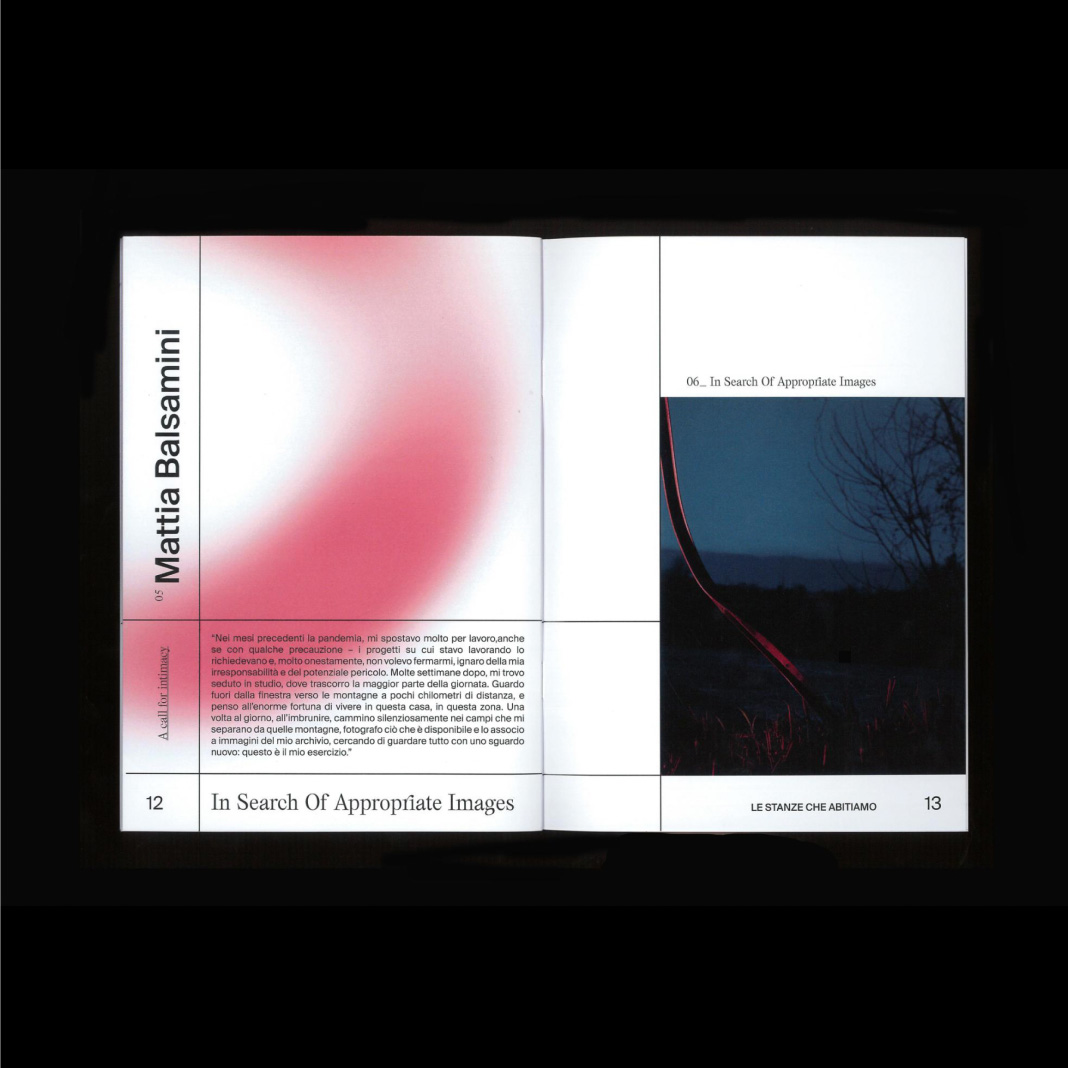 05 Mattia Balsamini
A call for intimacy
"Nei mesi precedenti la pandemia, mi spostavo molto per lavoro,anche
se con qualche precauzione – i progetti su cui stavo lavorando lo
richiedevano e, molto onestamente, non volevo fermarmi, ignaro della mia
irresponsabilità e del potenziale pericolo. Molte settimane dopo, mi trovo
seduto in studio, dove trascorro la maggior parte della giornata. Guardo
fuori dalla finestra verso le montagne a pochi chilometri di distanza, e
penso all'enorme fortuna di vivere in questa casa, in questa zona. Una
volta al giorno, all'imbrunire, cammino silenziosamente nei campi che mi
separano da quelle montagne, fotografo ciò che è disponibile e lo associo
a immagini del mio archivio, cercando di guardare tutto con uno sguardo
nuovo: questo è il mio esercizio."
12
In Search Of Appropriate Images
06_ In Search Of Appropriate Images
LE STANZE CHE ABITIAMO
13